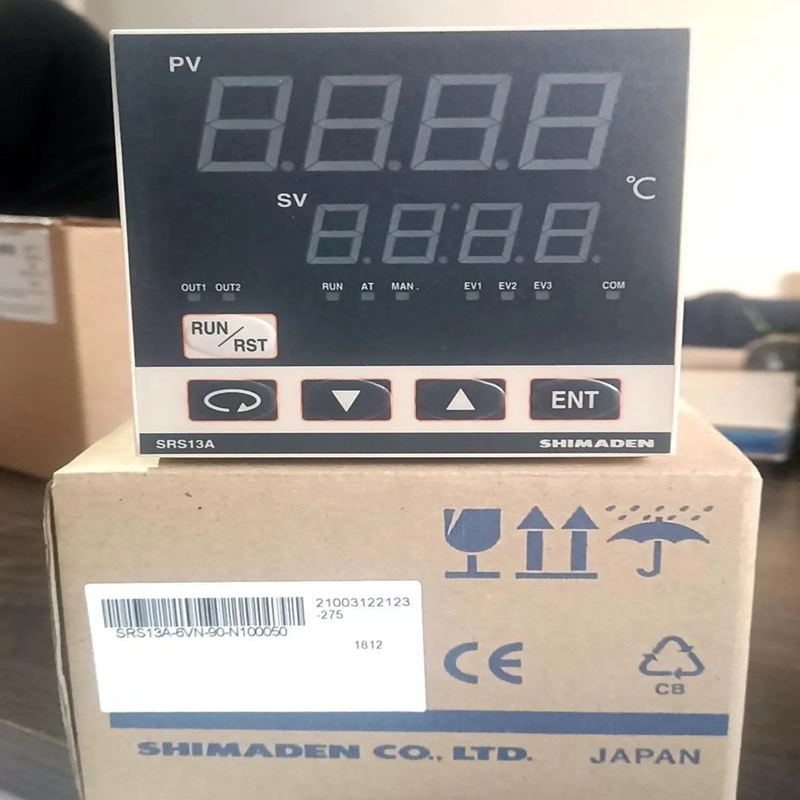 PV
SV
℃
OUT1 OUT2 RUN AT MAN. EV1 EV2 EV3 COM
RUN/RST
ENT
SRS13A SHIMADEN
21003122123
-275
SRS13A-6VN-90-N100050
1812
CE
CB
SHIMADEN CO., LTD. JAPAN